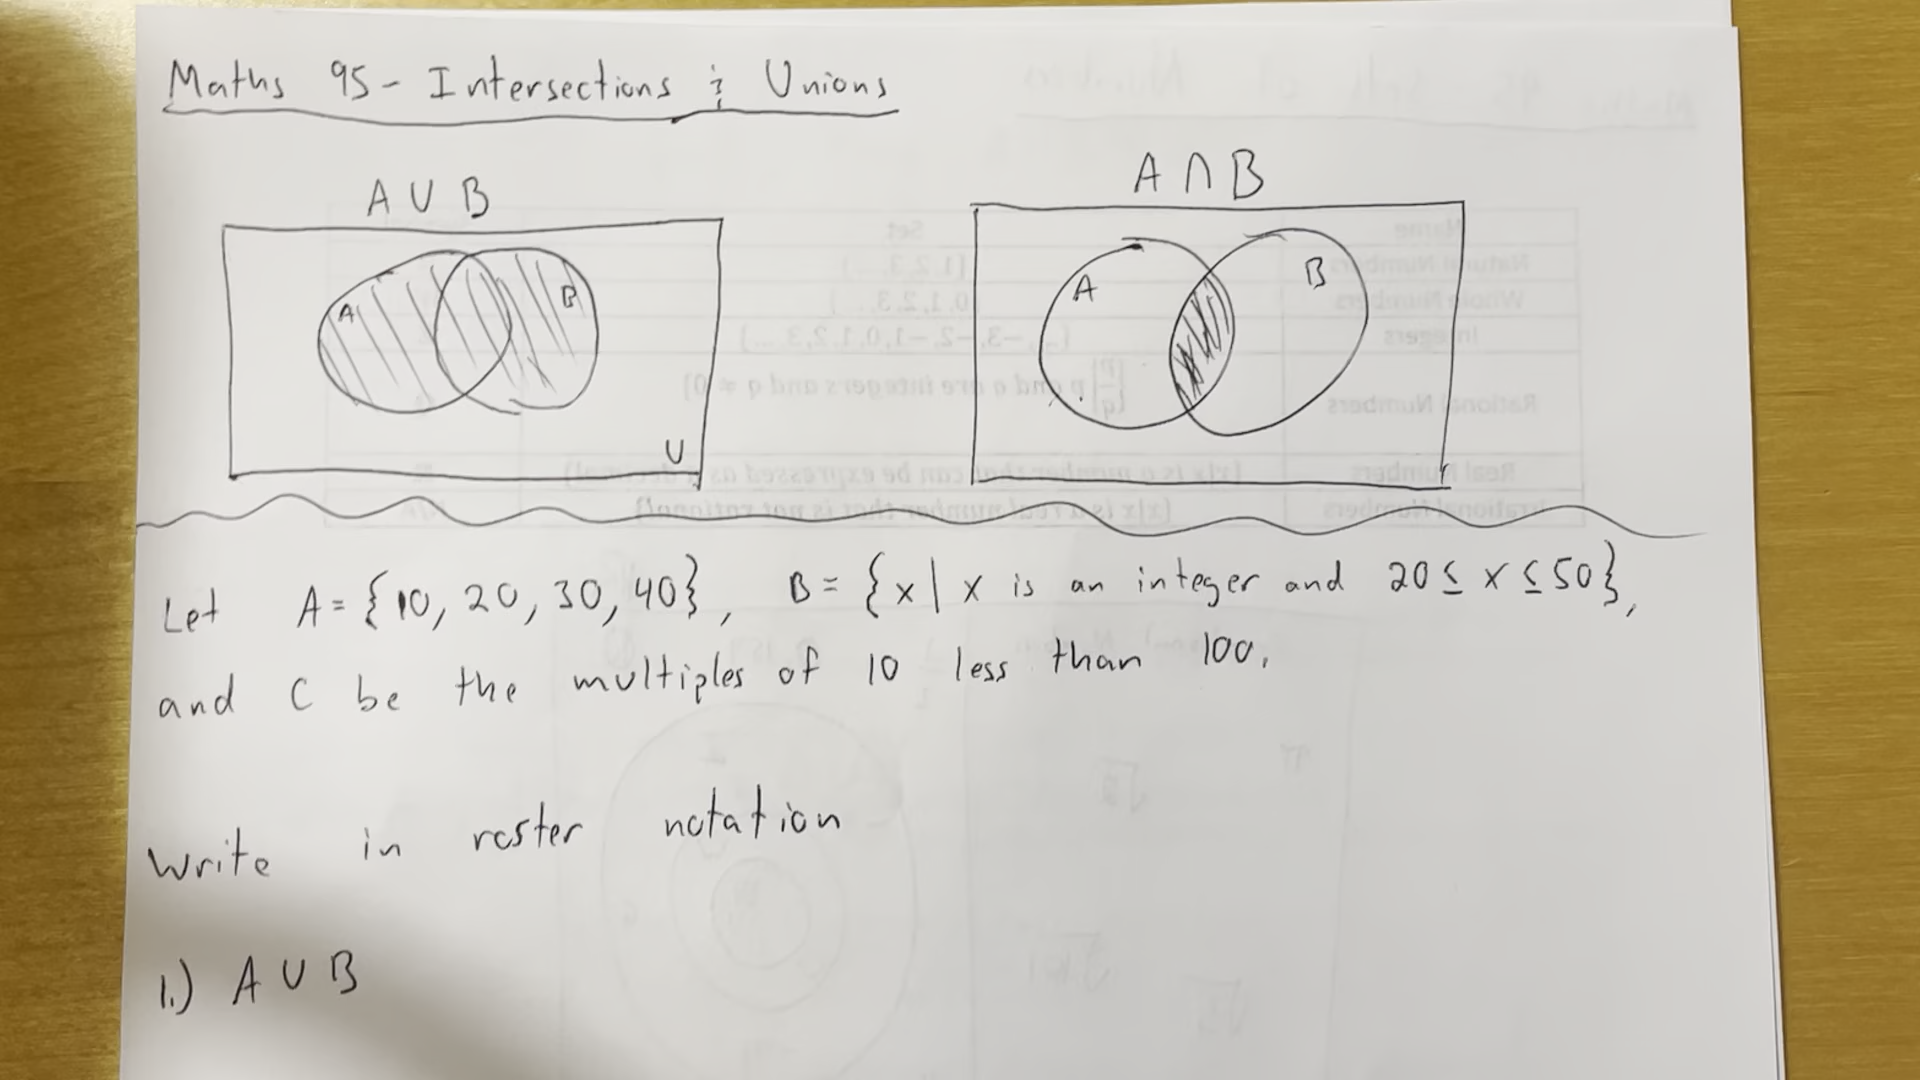 Maths 95 - Intersections & Unions
A ∪ B
A B
U
A ∩ B
A B
Let A = {10, 20, 30, 40}, B = {x | x is an integer and 20 ≤ x ≤ 50},
and C be the multiples of 10 less than 100.
Write in roster notation
1.) A ∪ B